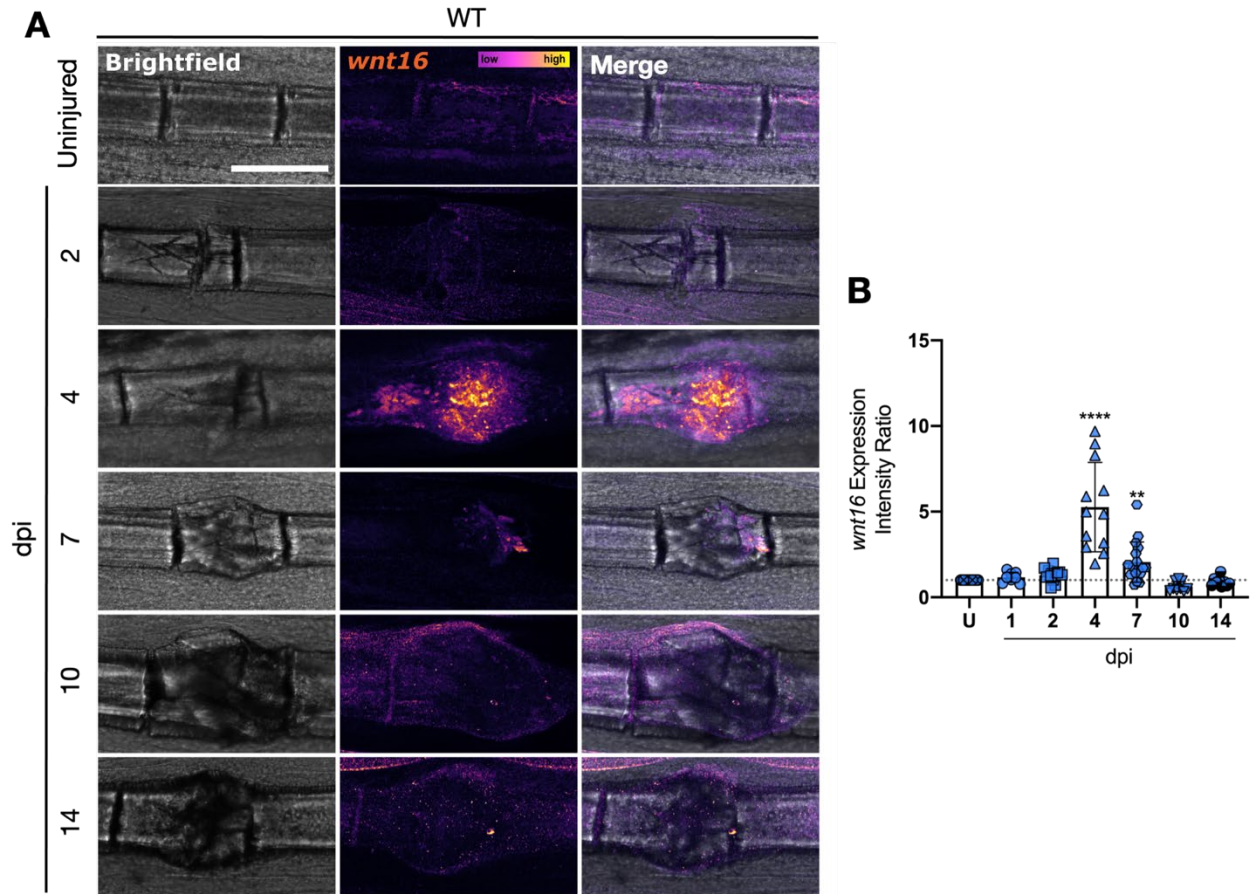 A
WT
Brightfield
wnt16
low
high
Merge
Uninjured
dpi
2
4
7
10
14
B
wnt16 Expression
Intensity Ratio
15
10
5
0
****
**
U
1
2
4
7
10
14
dpi